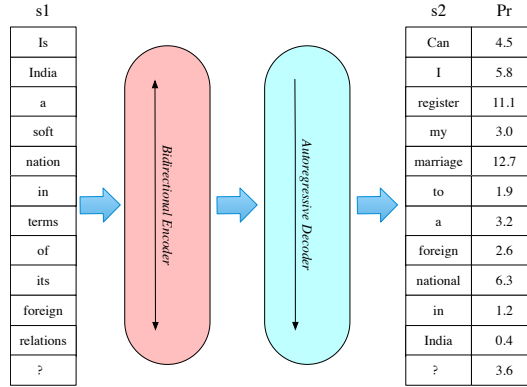 s1
Is
India
a
soft
nation
in
terms
of
its
foreign
relations
?
Bidirectional Encoder
Autoregressive Decoder
s2 Pr
Can 4.5
I 5.8
register 11.1
my 3.0
marriage 12.7
to 1.9
a 3.2
foreign 2.6
national 6.3
in 1.2
India 0.4
? 3.6